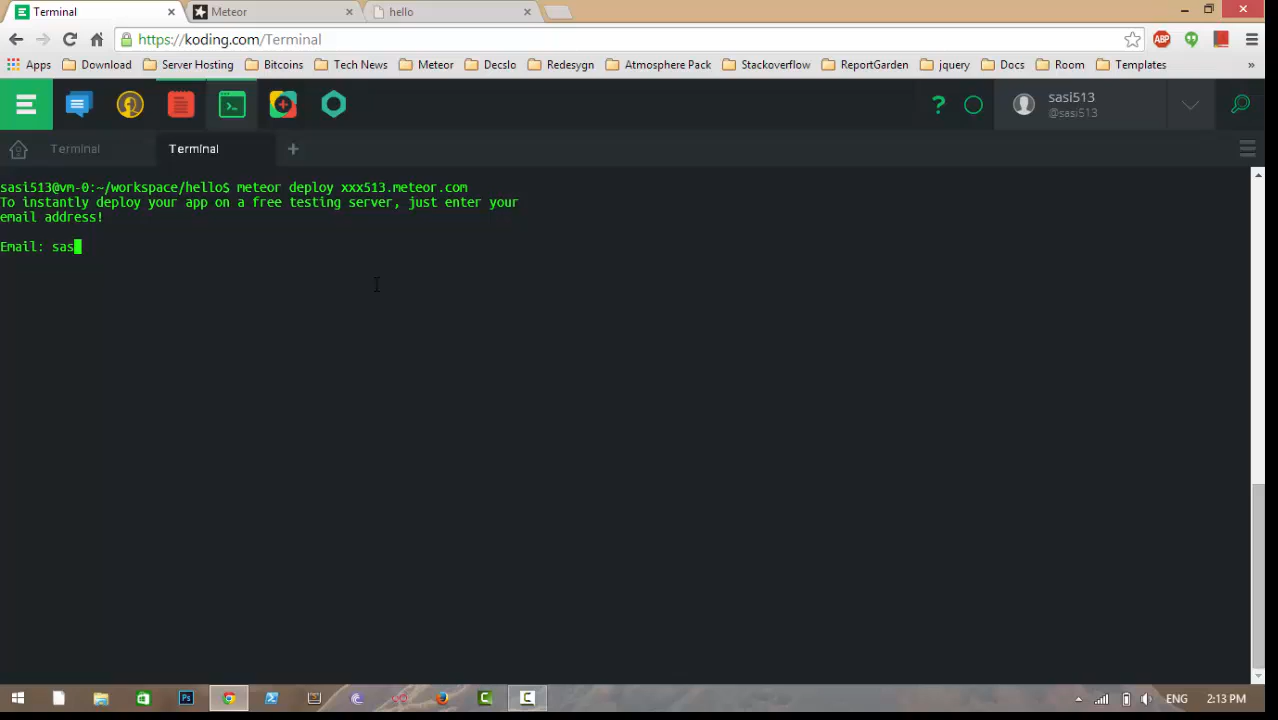 Terminal
Meteor
hello
https://koding.com/Terminal
ABP
Apps Download Server Hosting Bitcoins Tech News Meteor Decslo Redesygn Atmosphere Pack Stackoverflow ReportGarden jquery Docs Room Templates »
? sasi513
@sasi513
Terminal Terminal +
sasi513@vm-0:~/workspace/hello$ meteor deploy xxx513.meteor.com
To instantly deploy your app on a free testing server, just enter your
email address!
Email: sas
Ps ENG 2:13 PM